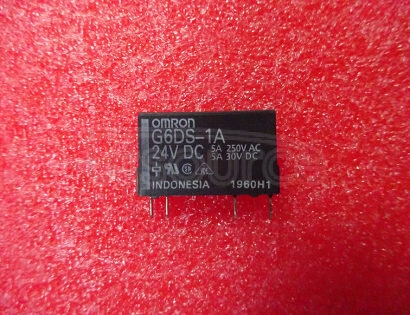 OMRON
G6DS-1A
24V DC 5A 250V AC
5A 30V DC
INDONESIA 1960H1